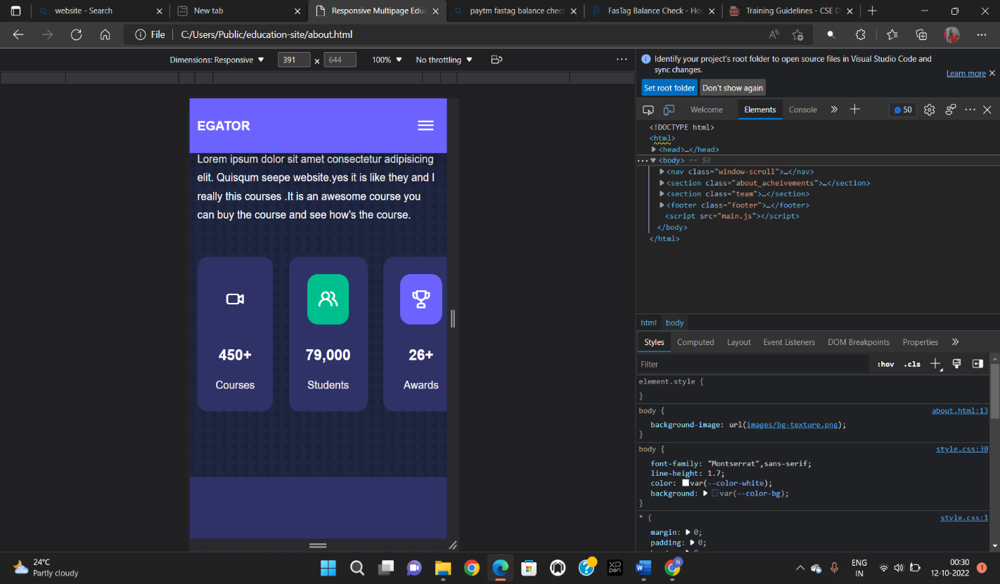 website - Search
New tab
Responsive Multipage Edu
paytm fastag balance chec
FasTag Balance Check - Ho
Training Guidelines - CSE D
File
C:/Users/Public/education-site/about.html
Dimensions: Responsive
391 x 644
100%
No throttling
EGATOR
Lorem ipsum dolor sit amet consectetur adipisicing
elit. Quisqum seepe website.yes it is like they and I
really this courses .It is an awesome course you
can buy the course and see how's the course.
450+
79,000
26+
Courses
Students
Awards
Identify your project's root folder to open source files in Visual Studio Code and
sync changes.
Learn more
Set root folder
Don't show again
Welcome
Elements
Console
50
<!DOCTYPE html>
<html>
<head>…</head>
<body> == $0
<nav class="window-scroll">…</nav>
<section class="about_acheivements">…</section>
<section class="team">…</section>
<footer class="footer">…</footer>
<script src="main.js"></script>
</body>
</html>
html body
Styles
Computed
Layout
Event Listeners
DOM Breakpoints
Properties
Filter
:hov
.cls
element.style {
}
body {
about.html:13
background-image: url(images/bg-texture.png);
}
body {
style.css:30
font-family: "Montserrat",sans-serif;
line-height: 1.7;
color: var(--color-white);
background: var(--color-bg);
}
* {
style.css:1
margin: 0;
padding: 0;
24°C
Partly cloudy
XP
pen
ENG
IN
00:30
12-10-2022
1